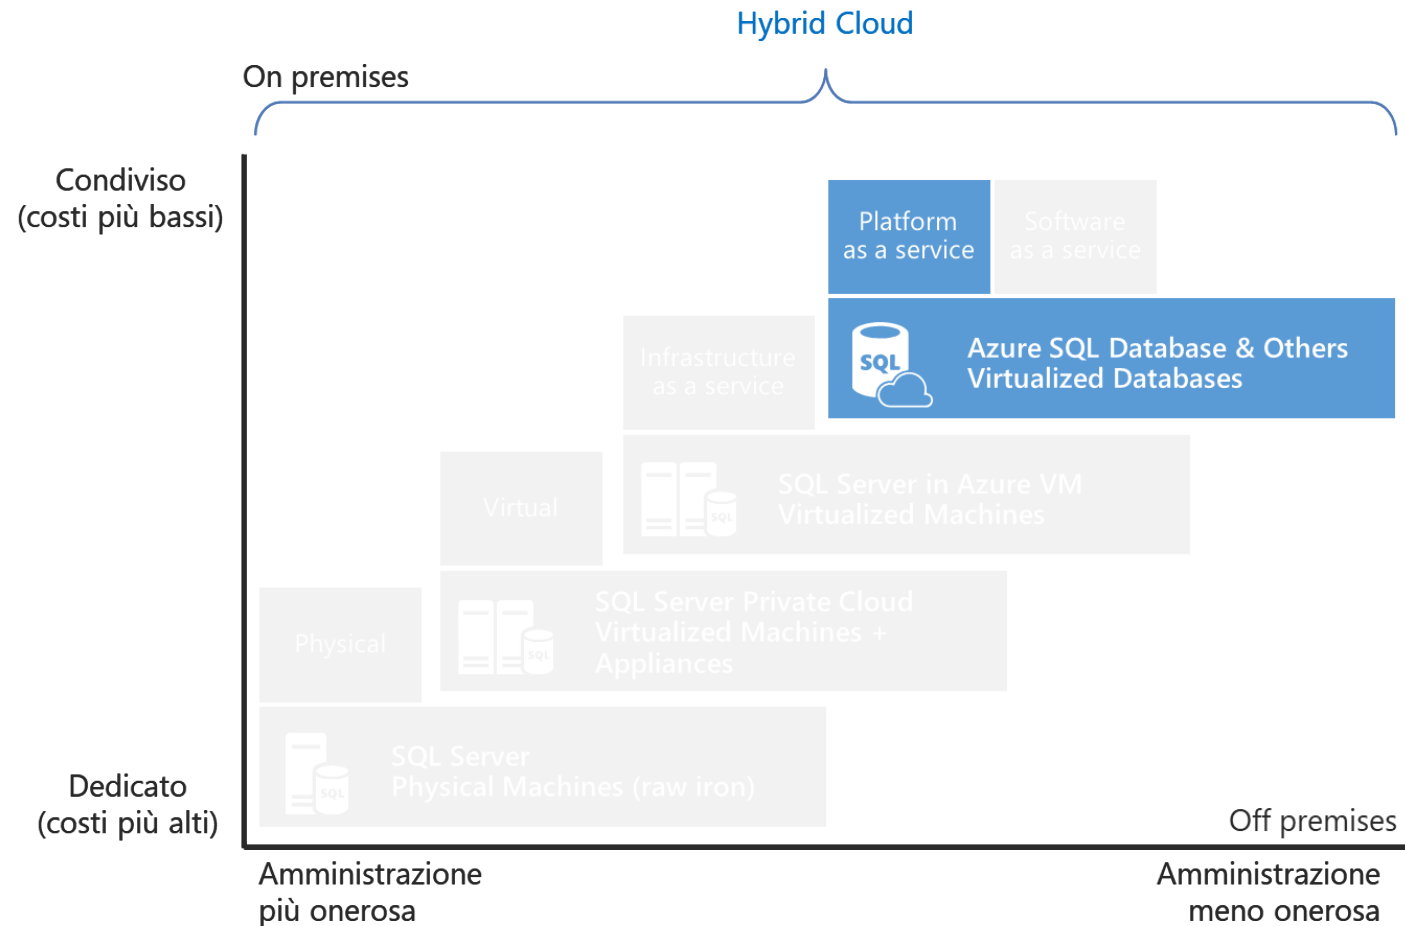 Hybrid Cloud
On premises
Condiviso
(costi più bassi)
Platform
as a service
Software
as a service
Infrastructure
as a service
SQL
Azure SQL Database & Others
Virtualized Databases
Virtual
SQL
SQL Server in Azure VM
Virtualized Machines
Physical
SQL
SQL Server Private Cloud
Virtualized Machines +
Appliances
SQL
SQL Server
Physical Machines (raw iron)
Dedicato
(costi più alti)
Off premises
Amministrazione
più onerosa
Amministrazione
meno onerosa